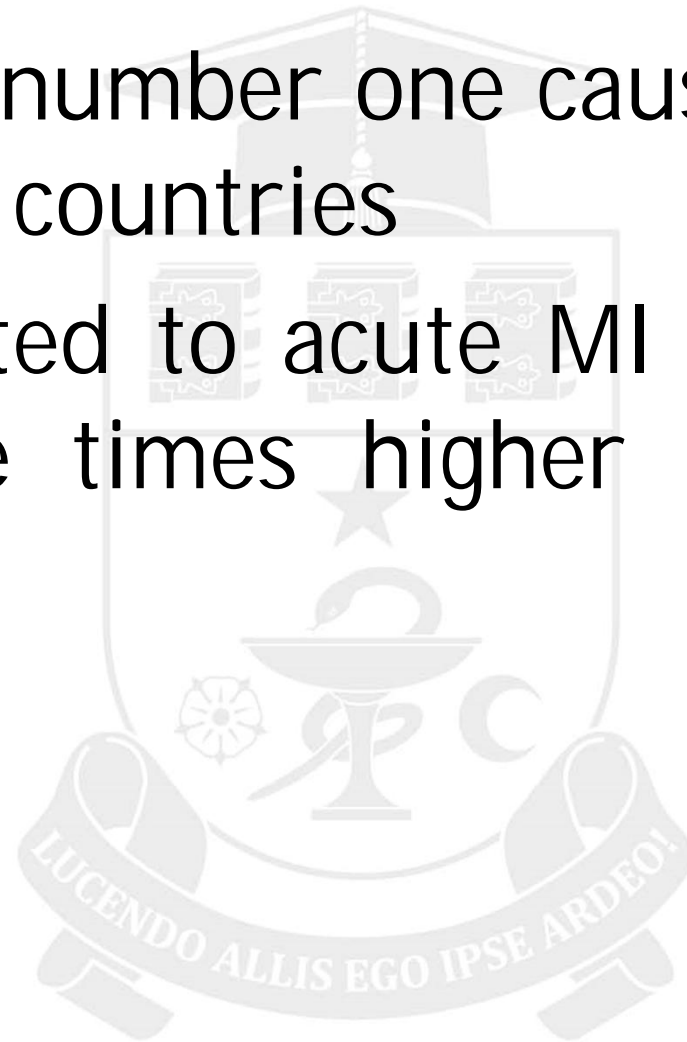 number one caus
countries
ted to acute MI
e times higher
LUCENDO ALLIS EGO IPSE ARDEO!